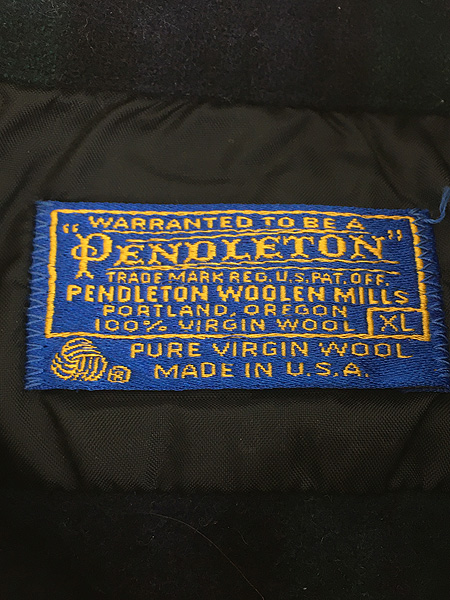 WARRANTED TO BE A
"PENDLETON"
TRADE MARK REG. U.S. PAT. OFF.
PENDLETON WOOLEN MILLS
PORTLAND, OREGON
100% VIRGIN WOOL XL
PURE VIRGIN WOOL
® MADE IN U.S.A.